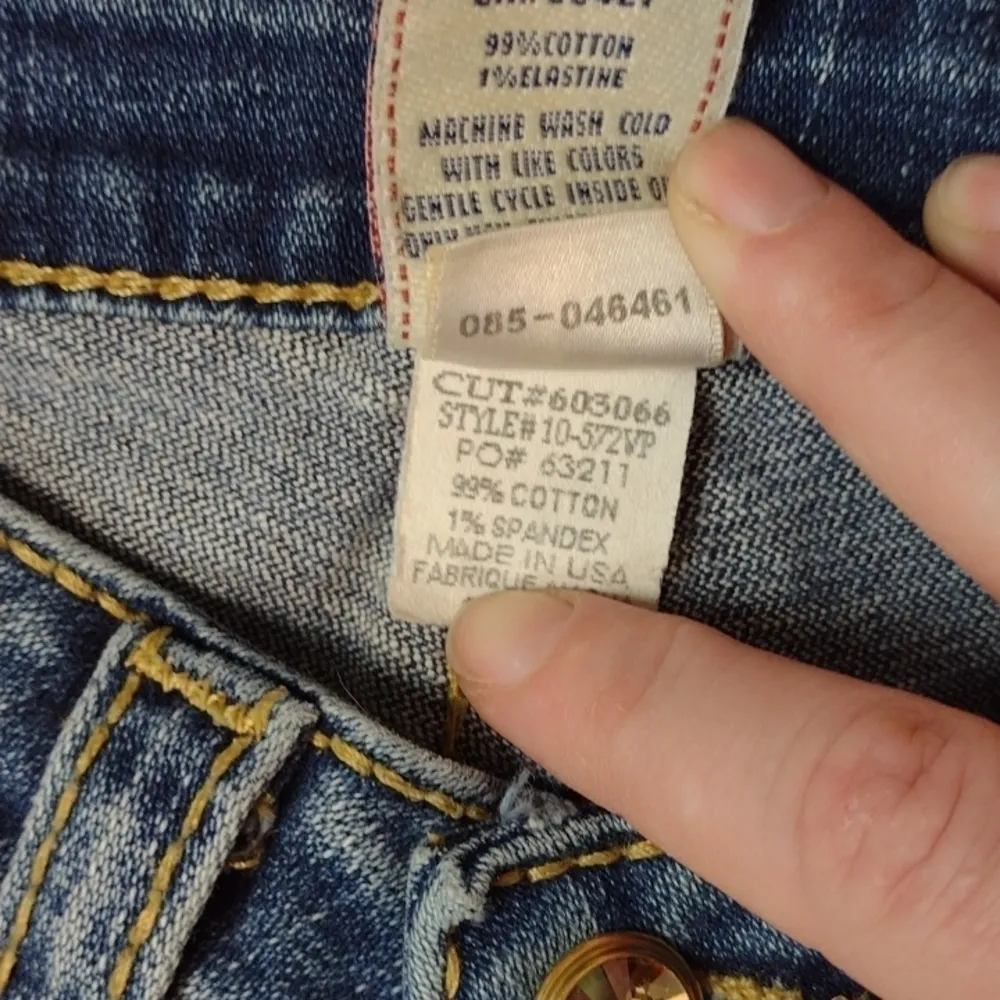 99%COTTON
1%ELASTINE
MACHINE WASH COLD
WITH LIKE COLORS
GENTLE CYCLE INSIDE
ONLY
085-046461
CUT#603066
STYLE# 10-572VP
PO# 63211
99% COTTON
1% SPANDEX
MADE IN USA
FABRIQUE